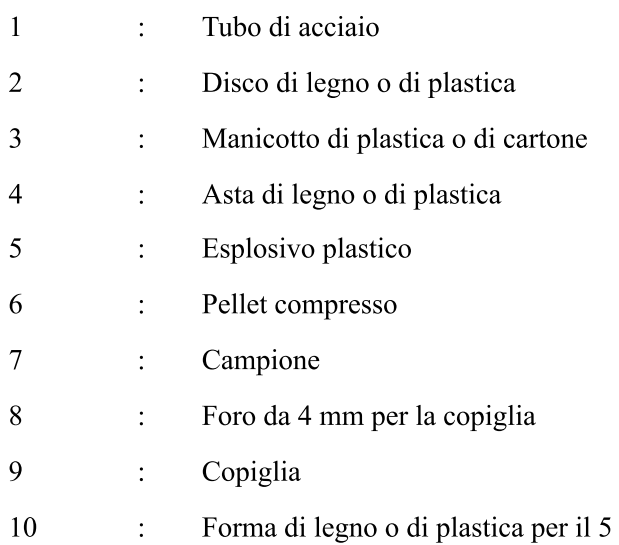 1 : Tubo di acciaio
2 : Disco di legno o di plastica
3 : Manicotto di plastica o di cartone
4 : Asta di legno o di plastica
5 : Esplosivo plastico
6 : Pellet compresso
7 : Campione
8 : Foro da 4 mm per la copiglia
9 : Copiglia
10 : Forma di legno o di plastica per il 5